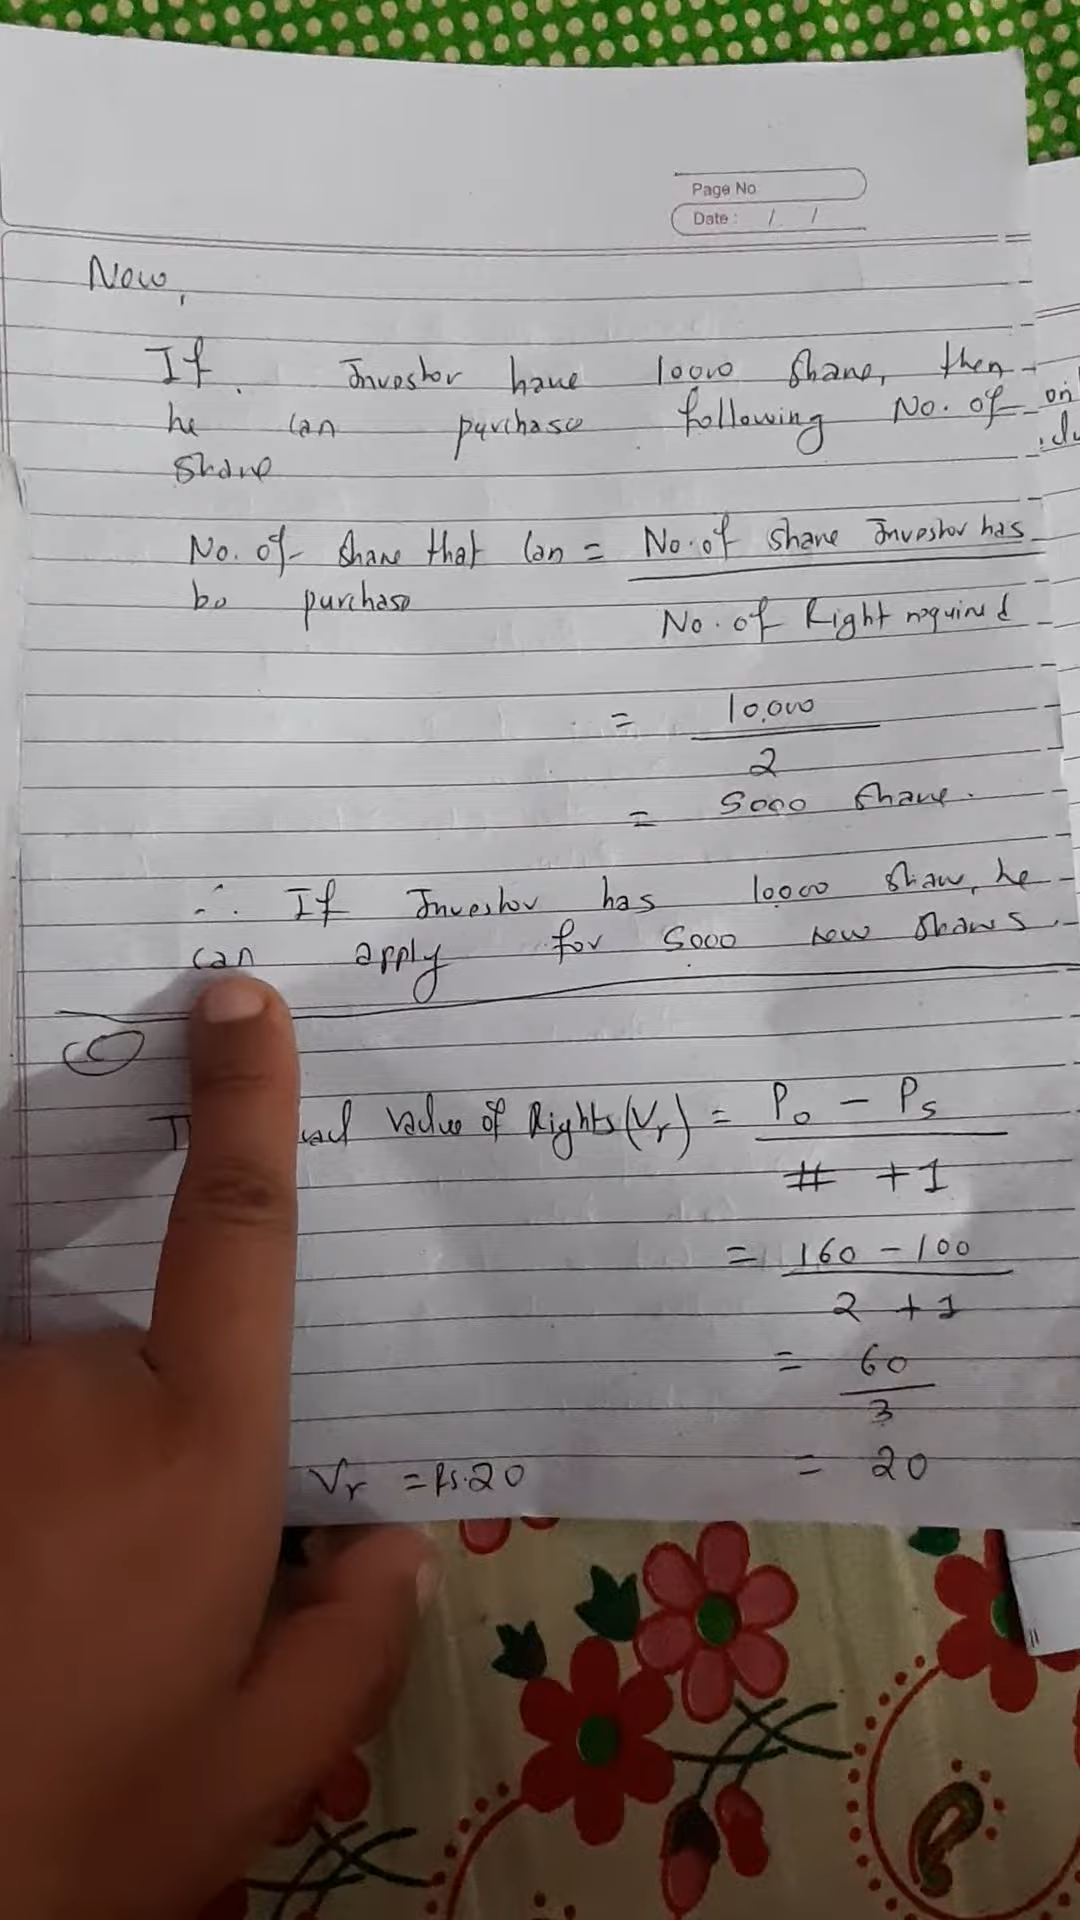 Page No
Date : / /
Now,
If Investor have 10000 share, then
he can purchase following No. of
share
No. of share that can = No. of share Investor has
be purchase
No. of Right required
= 10,000
2
= 5000 share.
∴ If Investor has 10000 share, he
can apply for 5000 new shares.
(C)
value of Rights (Vr) = Po - Ps
# + 1
= 160 - 100
2 + 1
= 60
3
= 20
Vr = Rs. 20
on